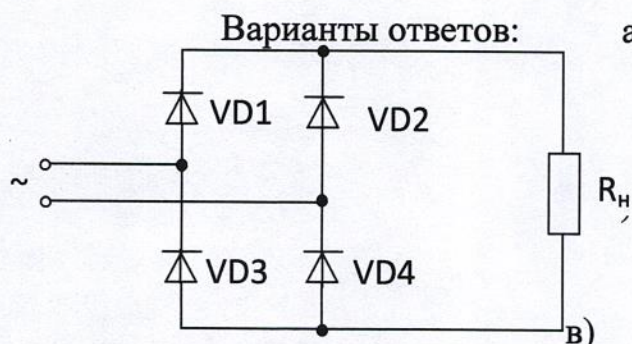 Варианты ответов: а
VD1 VD2
~
Rн
VD3 VD4
в)